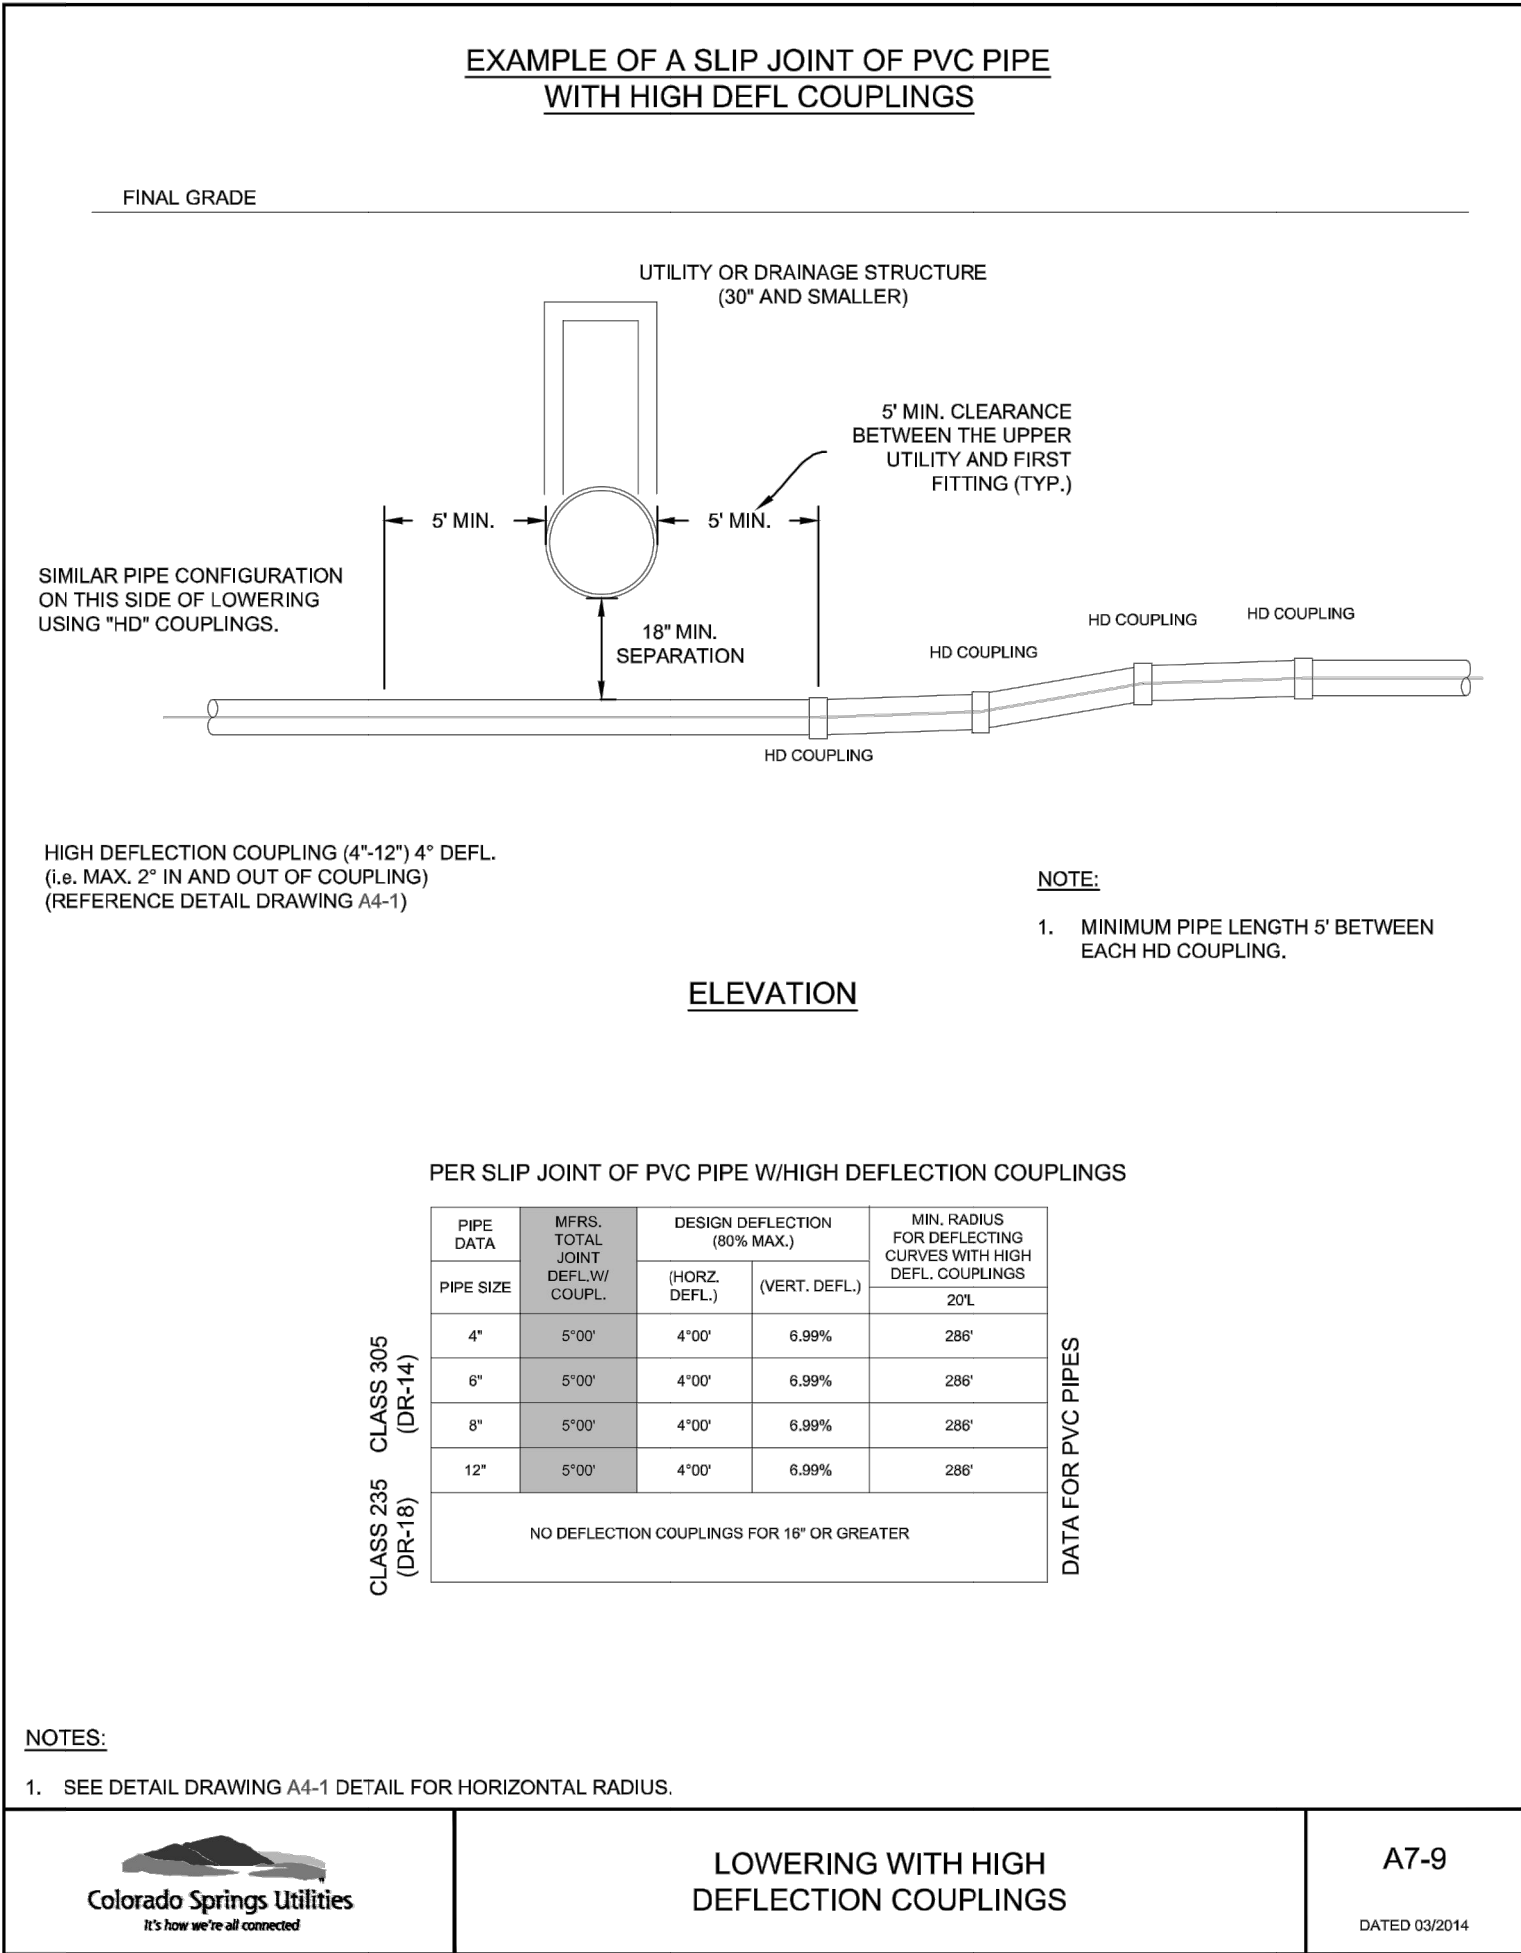 EXAMPLE OF A SLIP JOINT OF PVC PIPE
WITH HIGH DEFL COUPLINGS
FINAL GRADE
UTILITY OR DRAINAGE STRUCTURE
(30" AND SMALLER)
5' MIN. CLEARANCE
BETWEEN THE UPPER
UTILITY AND FIRST
FITTING (TYP.)
5' MIN.
5' MIN.
SIMILAR PIPE CONFIGURATION
ON THIS SIDE OF LOWERING
USING "HD" COUPLINGS.
18" MIN.
SEPARATION
HD COUPLING
HD COUPLING
HD COUPLING
HD COUPLING
HIGH DEFLECTION COUPLING (4"-12") 4° DEFL.
(i.e. MAX. 2° IN AND OUT OF COUPLING)
(REFERENCE DETAIL DRAWING A4-1)
NOTE:
1. MINIMUM PIPE LENGTH 5' BETWEEN
EACH HD COUPLING.
ELEVATION
PER SLIP JOINT OF PVC PIPE W/HIGH DEFLECTION COUPLINGS
PIPE
DATA
PIPE SIZE
MFRS.
TOTAL
JOINT
DEFL.W/
COUPL.
DESIGN DEFLECTION
(80% MAX.)
(HORZ.
DEFL.)
(VERT. DEFL.)
MIN. RADIUS
FOR DEFLECTING
CURVES WITH HIGH
DEFL. COUPLINGS
20'L
4" 5°00' 4°00' 6.99% 286'
6" 5°00' 4°00' 6.99% 286'
8" 5°00' 4°00' 6.99% 286'
12" 5°00' 4°00' 6.99% 286'
NO DEFLECTION COUPLINGS FOR 16" OR GREATER
CLASS 305
(DR-14)
CLASS 235
(DR-18)
DATA FOR PVC PIPES
NOTES:
1. SEE DETAIL DRAWING A4-1 DETAIL FOR HORIZONTAL RADIUS.
Colorado Springs Utilities
It's how we're all connected
LOWERING WITH HIGH
DEFLECTION COUPLINGS
A7-9
DATED 03/2014